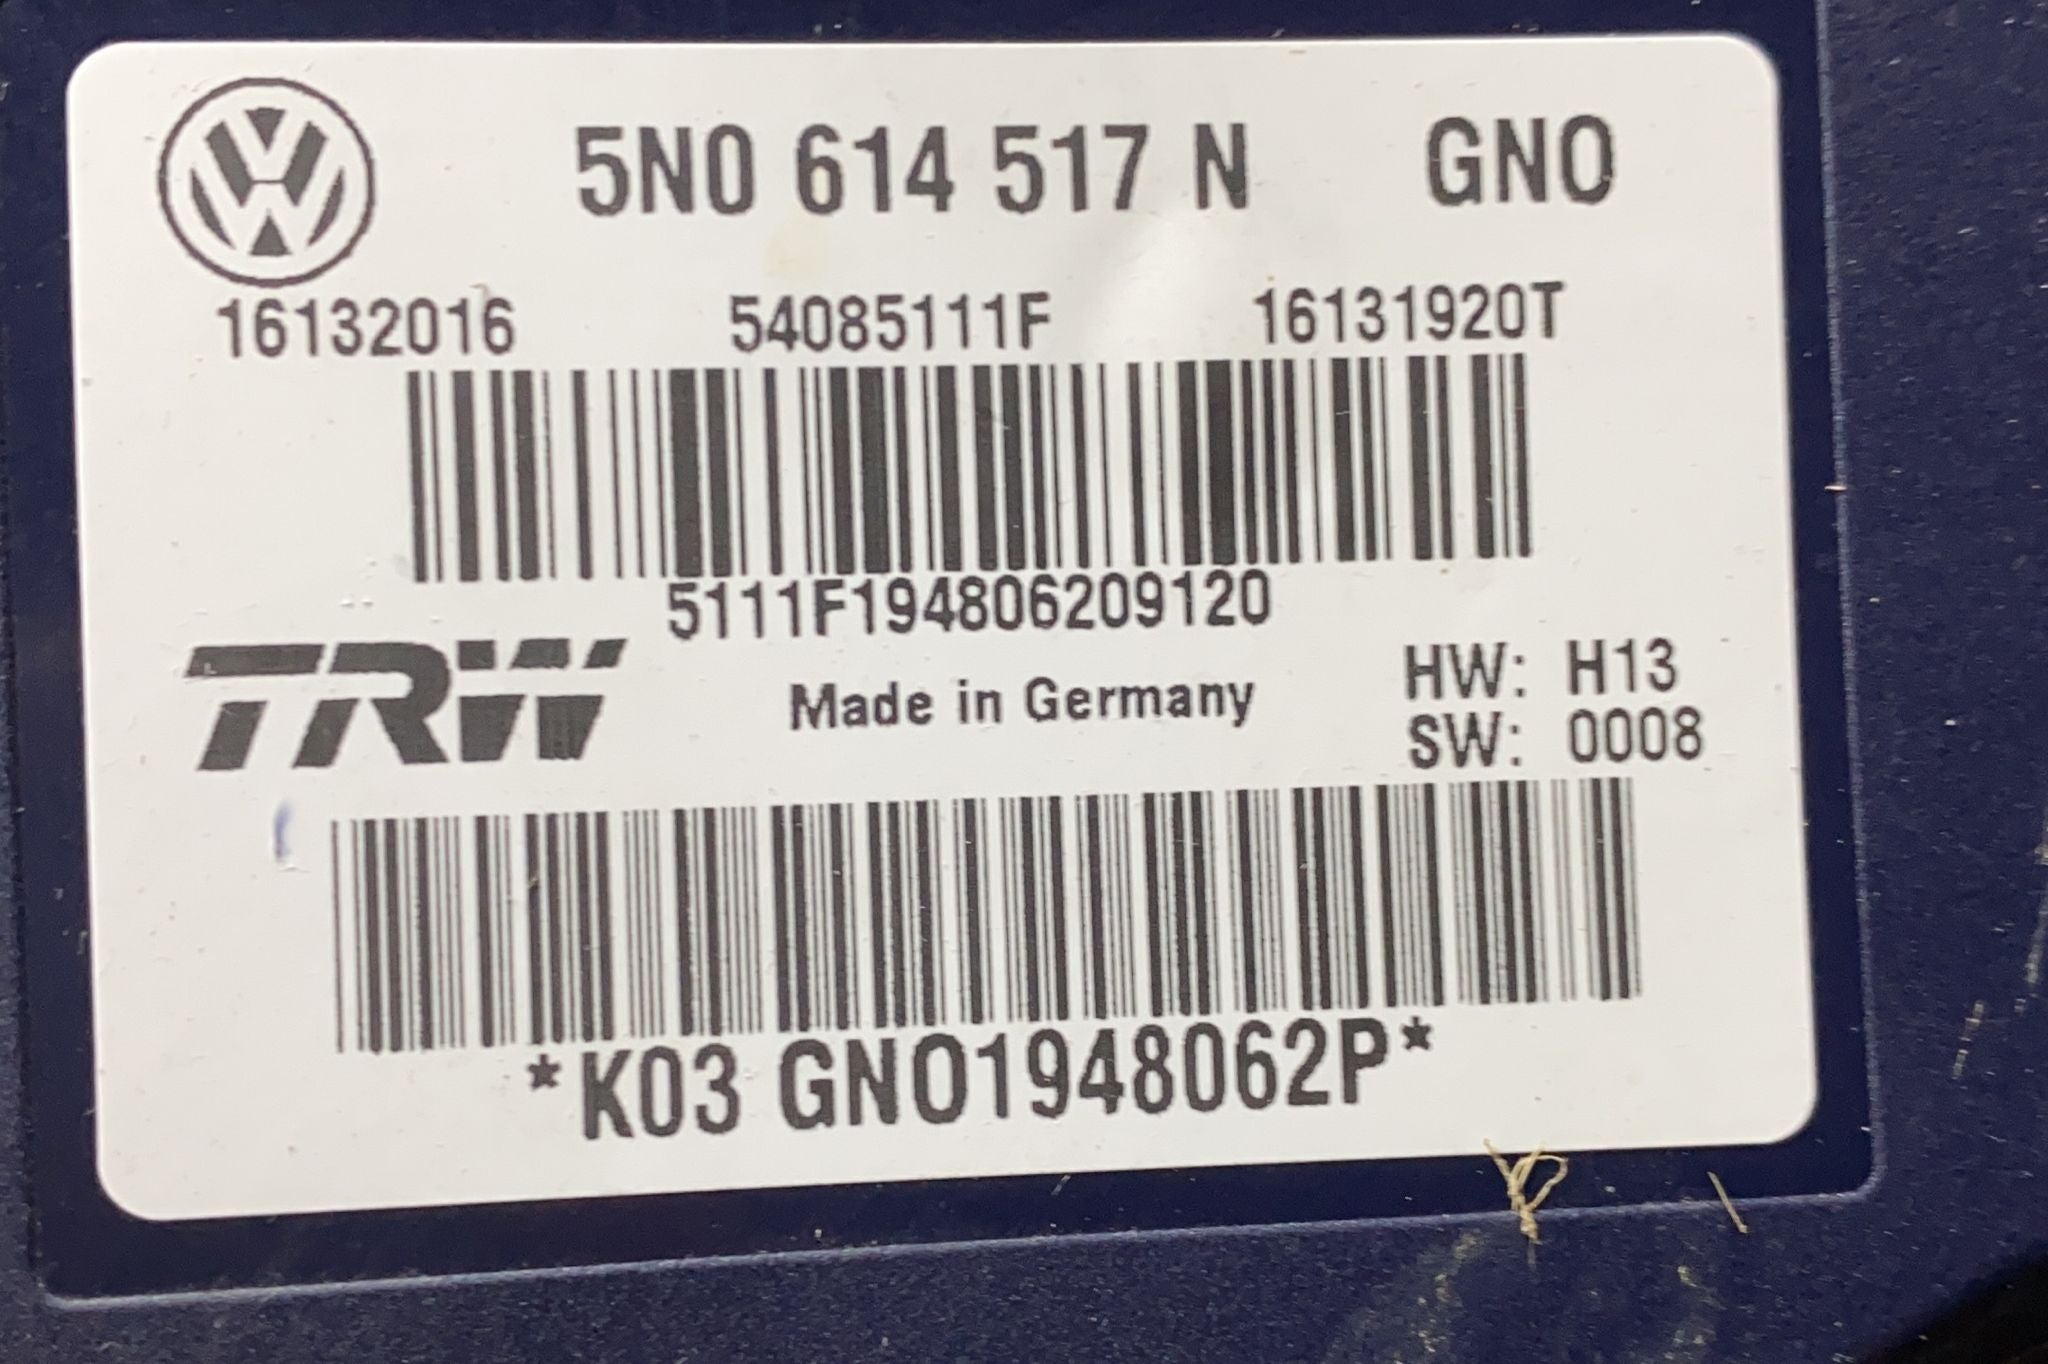 5N0 614 517 N GNO
16132016 54085111F 16131920T
5111F194806209120
TRW Made in Germany
HW: H13
SW: 0008
*K03 GNO1948062P*